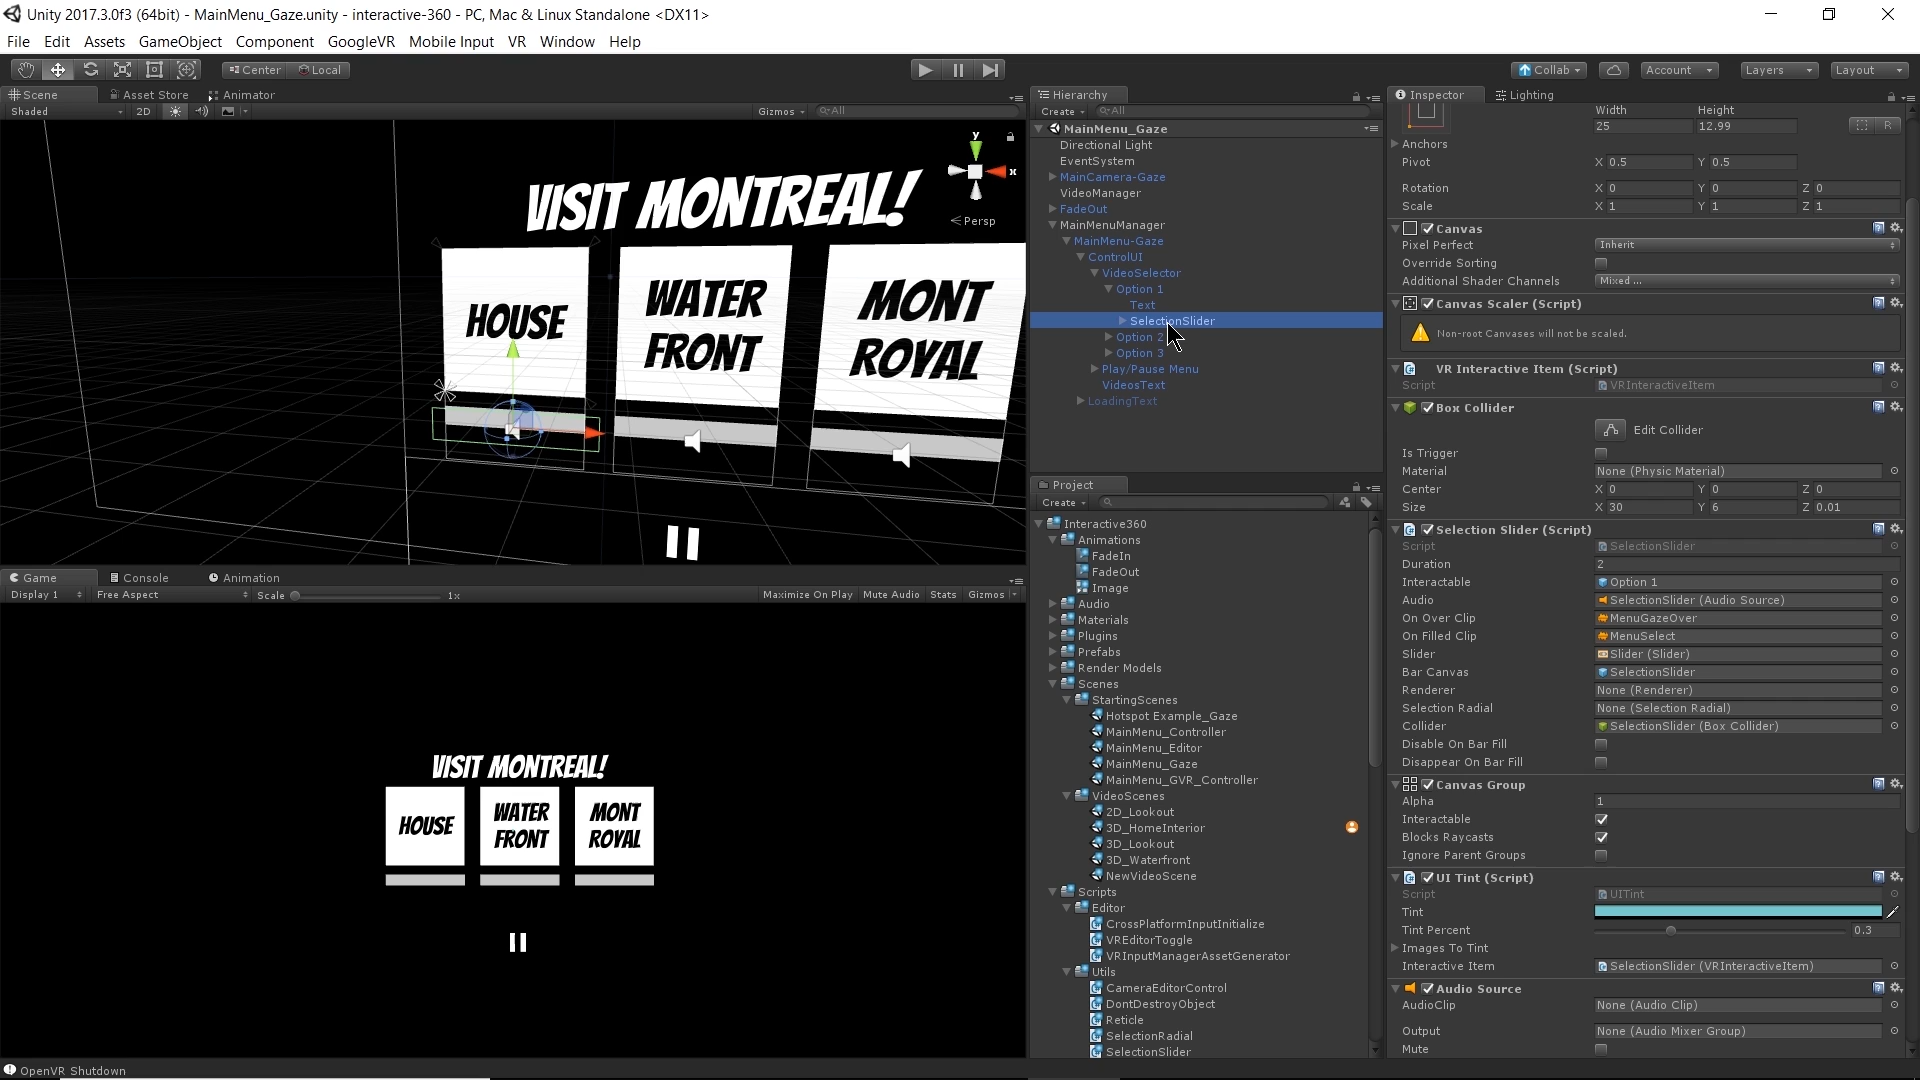 Unity 2017.3.0f3 (64bit) - MainMenu_Gaze.unity - interactive-360 - PC, Mac & Linux Standalone <DX11>
File Edit Assets GameObject Component GoogleVR Mobile Input VR Window Help
Center Local
Collab Account Layers Layout
Scene Asset Store Animator
Shaded 2D Gizmos All
y
x
Persp
VISIT MONTREAL!
HOUSE
WATER FRONT
MONT ROYAL
Game Console Animation
Display 1 Free Aspect Scale 1x Maximize On Play Mute Audio Stats Gizmos
VISIT MONTREAL!
HOUSE
WATER FRONT
MONT ROYAL
OpenVR Shutdown
Hierarchy
Create All
MainMenu_Gaze
Directional Light
EventSystem
MainCamera-Gaze
VideoManager
FadeOut
MainMenuManager
MainMenu-Gaze
ControlUI
VideoSelector
Option 1
Text
SelectionSlider
Option 2
Option 3
Play/Pause Menu
VideosText
LoadingText
Project
Create
Interactive360
Animations
FadeIn
FadeOut
Image
Audio
Materials
Plugins
Prefabs
Render Models
Scenes
StartingScenes
Hotspot Example_Gaze
MainMenu_Controller
MainMenu_Editor
MainMenu_Gaze
MainMenu_GVR_Controller
VideoScenes
2D_Lookout
3D_HomeInterior
3D_Lookout
3D_Waterfront
NewVideoScene
Scripts
Editor
CrossPlatformInputInitialize
VREditorToggle
VRInputManagerAssetGenerator
Utils
CameraEditorControl
DontDestroyObject
Reticle
SelectionRadial
SelectionSlider
Inspector Lighting
Width Height
25 12.99 R
Anchors
Pivot X 0.5 Y 0.5
Rotation X 0 Y 0 Z 0
Scale X 1 Y 1 Z 1
Canvas
Pixel Perfect Inherit
Override Sorting
Additional Shader Channels Mixed ...
Canvas Scaler (Script)
Non-root Canvases will not be scaled.
VR Interactive Item (Script)
Script VRInteractiveItem
Box Collider
Edit Collider
Is Trigger
Material None (Physic Material)
Center X 0 Y 0 Z 0
Size X 30 Y 6 Z 0.01
Selection Slider (Script)
Script SelectionSlider
Duration 2
Interactable Option 1
Audio SelectionSlider (Audio Source)
On Over Clip MenuGazeOver
On Filled Clip MenuSelect
Slider Slider (Slider)
Bar Canvas SelectionSlider
Renderer None (Renderer)
Selection Radial None (Selection Radial)
Collider SelectionSlider (Box Collider)
Disable On Bar Fill
Disappear On Bar Fill
Canvas Group
Alpha 1
Interactable
Blocks Raycasts
Ignore Parent Groups
UI Tint (Script)
Script UITint
Tint
Tint Percent 0.3
Images To Tint
Interactive Item SelectionSlider (VRInteractiveItem)
Audio Source
AudioClip None (Audio Clip)
Output None (Audio Mixer Group)
Mute